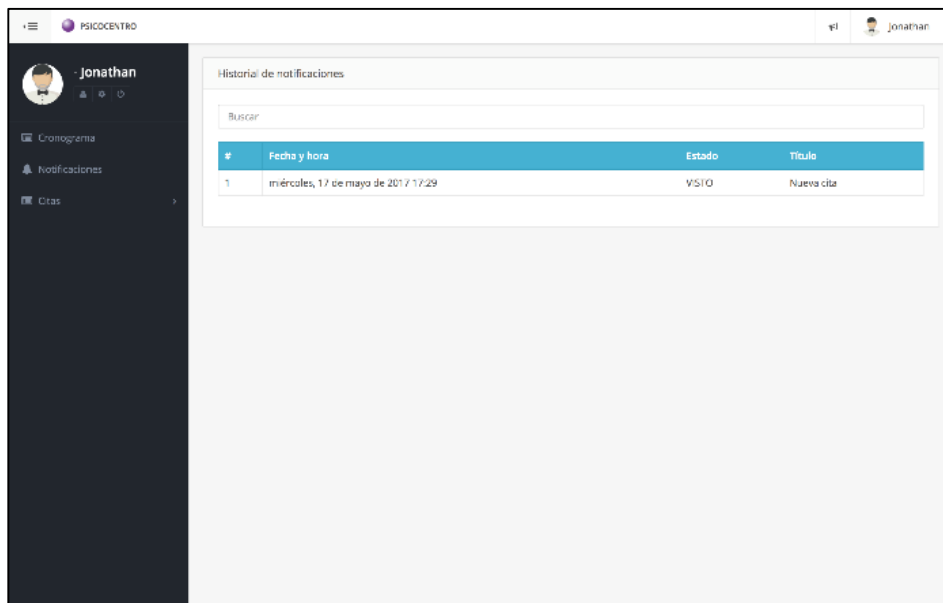 PSICOCENTRO
Jonathan
- Jonathan
Cronograma
Notificaciones
Citas
Historial de notificaciones
Buscar
# Fecha y hora Estado Título
1 miércoles, 17 de mayo de 2017 17:29 VISTO Nueva cita